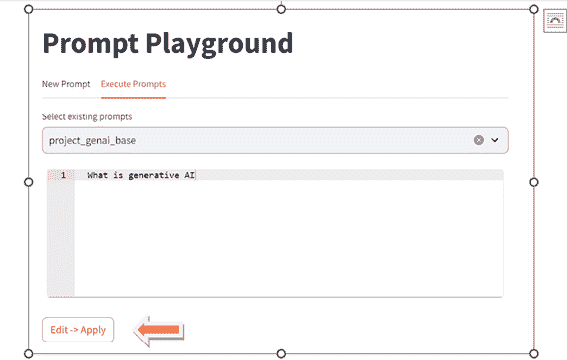 Prompt Playground
New Prompt Execute Prompts
Select existing prompts
project_genai_base
1 What is generative AI
Edit -> Apply